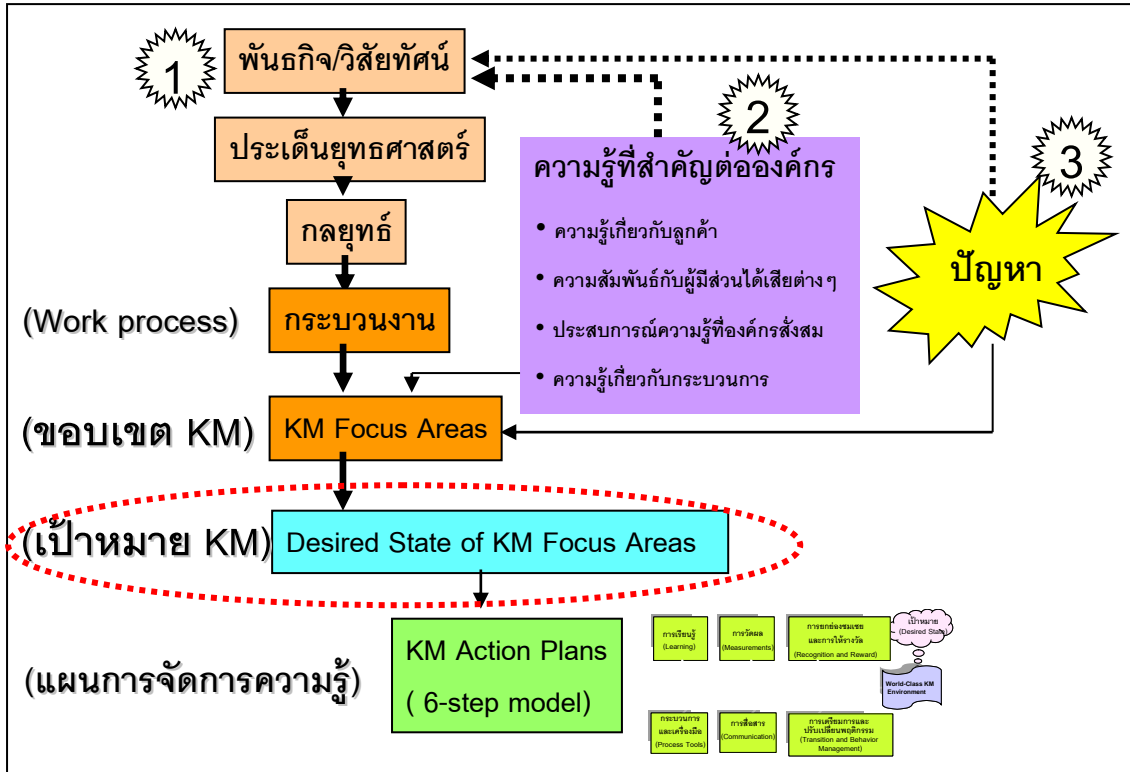 1
พันธกิจ/วิสัยทัศน์
ประเด็นยุทธศาสตร์
กลยุทธ์
(Work process)
กระบวนงาน
2
ความรู้ที่สำคัญต่อองค์กร
• ความรู้เกี่ยวกับลูกค้า
• ความสัมพันธ์กับผู้มีส่วนได้เสียต่างๆ
• ประสบการณ์ความรู้ที่องค์กรสั่งสม
• ความรู้เกี่ยวกับกระบวนการ
3
ปัญหา
(ขอบเขต KM)
KM Focus Areas
(เป้าหมาย KM)
Desired State of KM Focus Areas
(แผนการจัดการความรู้)
KM Action Plans
( 6-step model)
การเรียนรู้
(Learning)
การวัดผล
(Measurements)
การยกย่องชมเชย
และการให้รางวัล
(Recognition and Reward)
เป้าหมาย
(Desired State)
World-Class KM
Environment
กระบวนการ
และเครื่องมือ
(Process Tools)
การสื่อสาร
(Communication)
การเตรียมการและ
ปรับเปลี่ยนพฤติกรรม
(Transition and Behavior
Management)